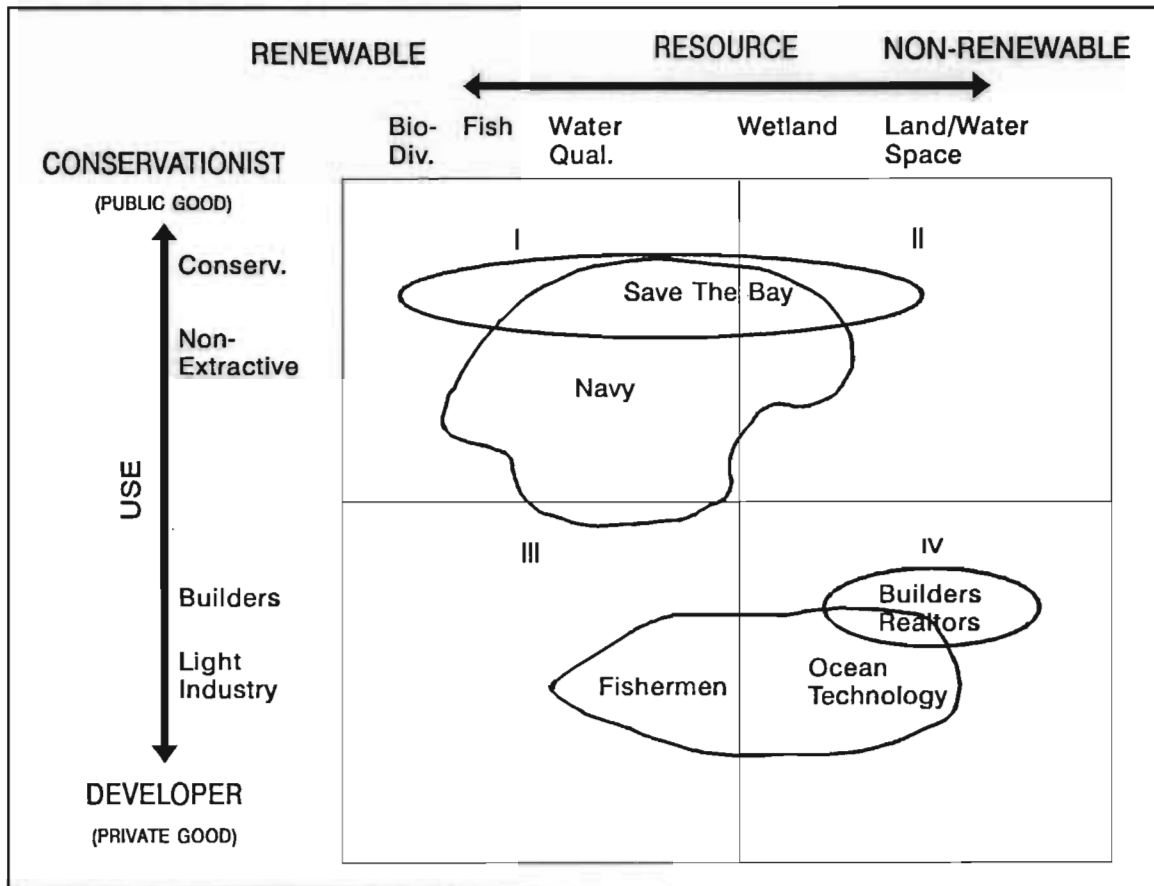 RENEWABLE RESOURCE NON-RENEWABLE
Bio- Fish Water Wetland Land/Water
Div. Qual. Space
CONSERVATIONIST
(PUBLIC GOOD)
I II
Conserv.
Save The Bay
Non-
Extractive
Navy
USE
III IV
Builders
Builders
Realtors
Light
Industry
Fishermen
Ocean
Technology
DEVELOPER
(PRIVATE GOOD)